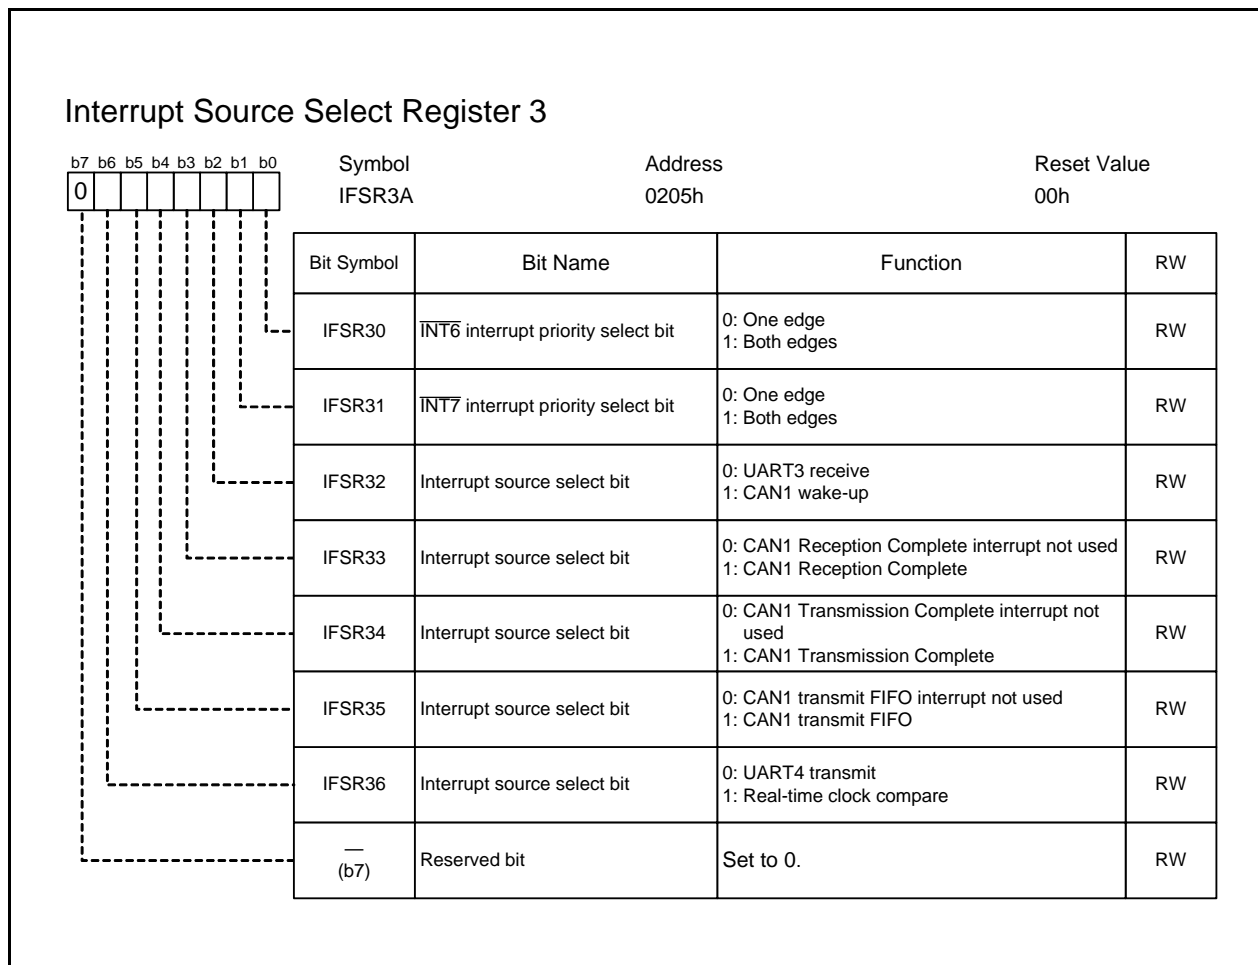 Interrupt Source Select Register 3
b7 b6 b5 b4 b3 b2 b1 b0
Symbol Address Reset Value
0
IFSR3A 0205h 00h
Bit Symbol Bit Name Function RW
IFSR30 I̅N̅T̅6̅ interrupt priority select bit 0: One edge RW
1: Both edges
IFSR31 I̅N̅T̅7̅ interrupt priority select bit 0: One edge RW
1: Both edges
IFSR32 Interrupt source select bit 0: UART3 receive RW
1: CAN1 wake-up
IFSR33 Interrupt source select bit 0: CAN1 Reception Complete interrupt not used RW
1: CAN1 Reception Complete
IFSR34 Interrupt source select bit 0: CAN1 Transmission Complete interrupt not RW
used
1: CAN1 Transmission Complete
IFSR35 Interrupt source select bit 0: CAN1 transmit FIFO interrupt not used RW
1: CAN1 transmit FIFO
IFSR36 Interrupt source select bit 0: UART4 transmit RW
1: Real-time clock compare
—
(b7) Reserved bit Set to 0. RW